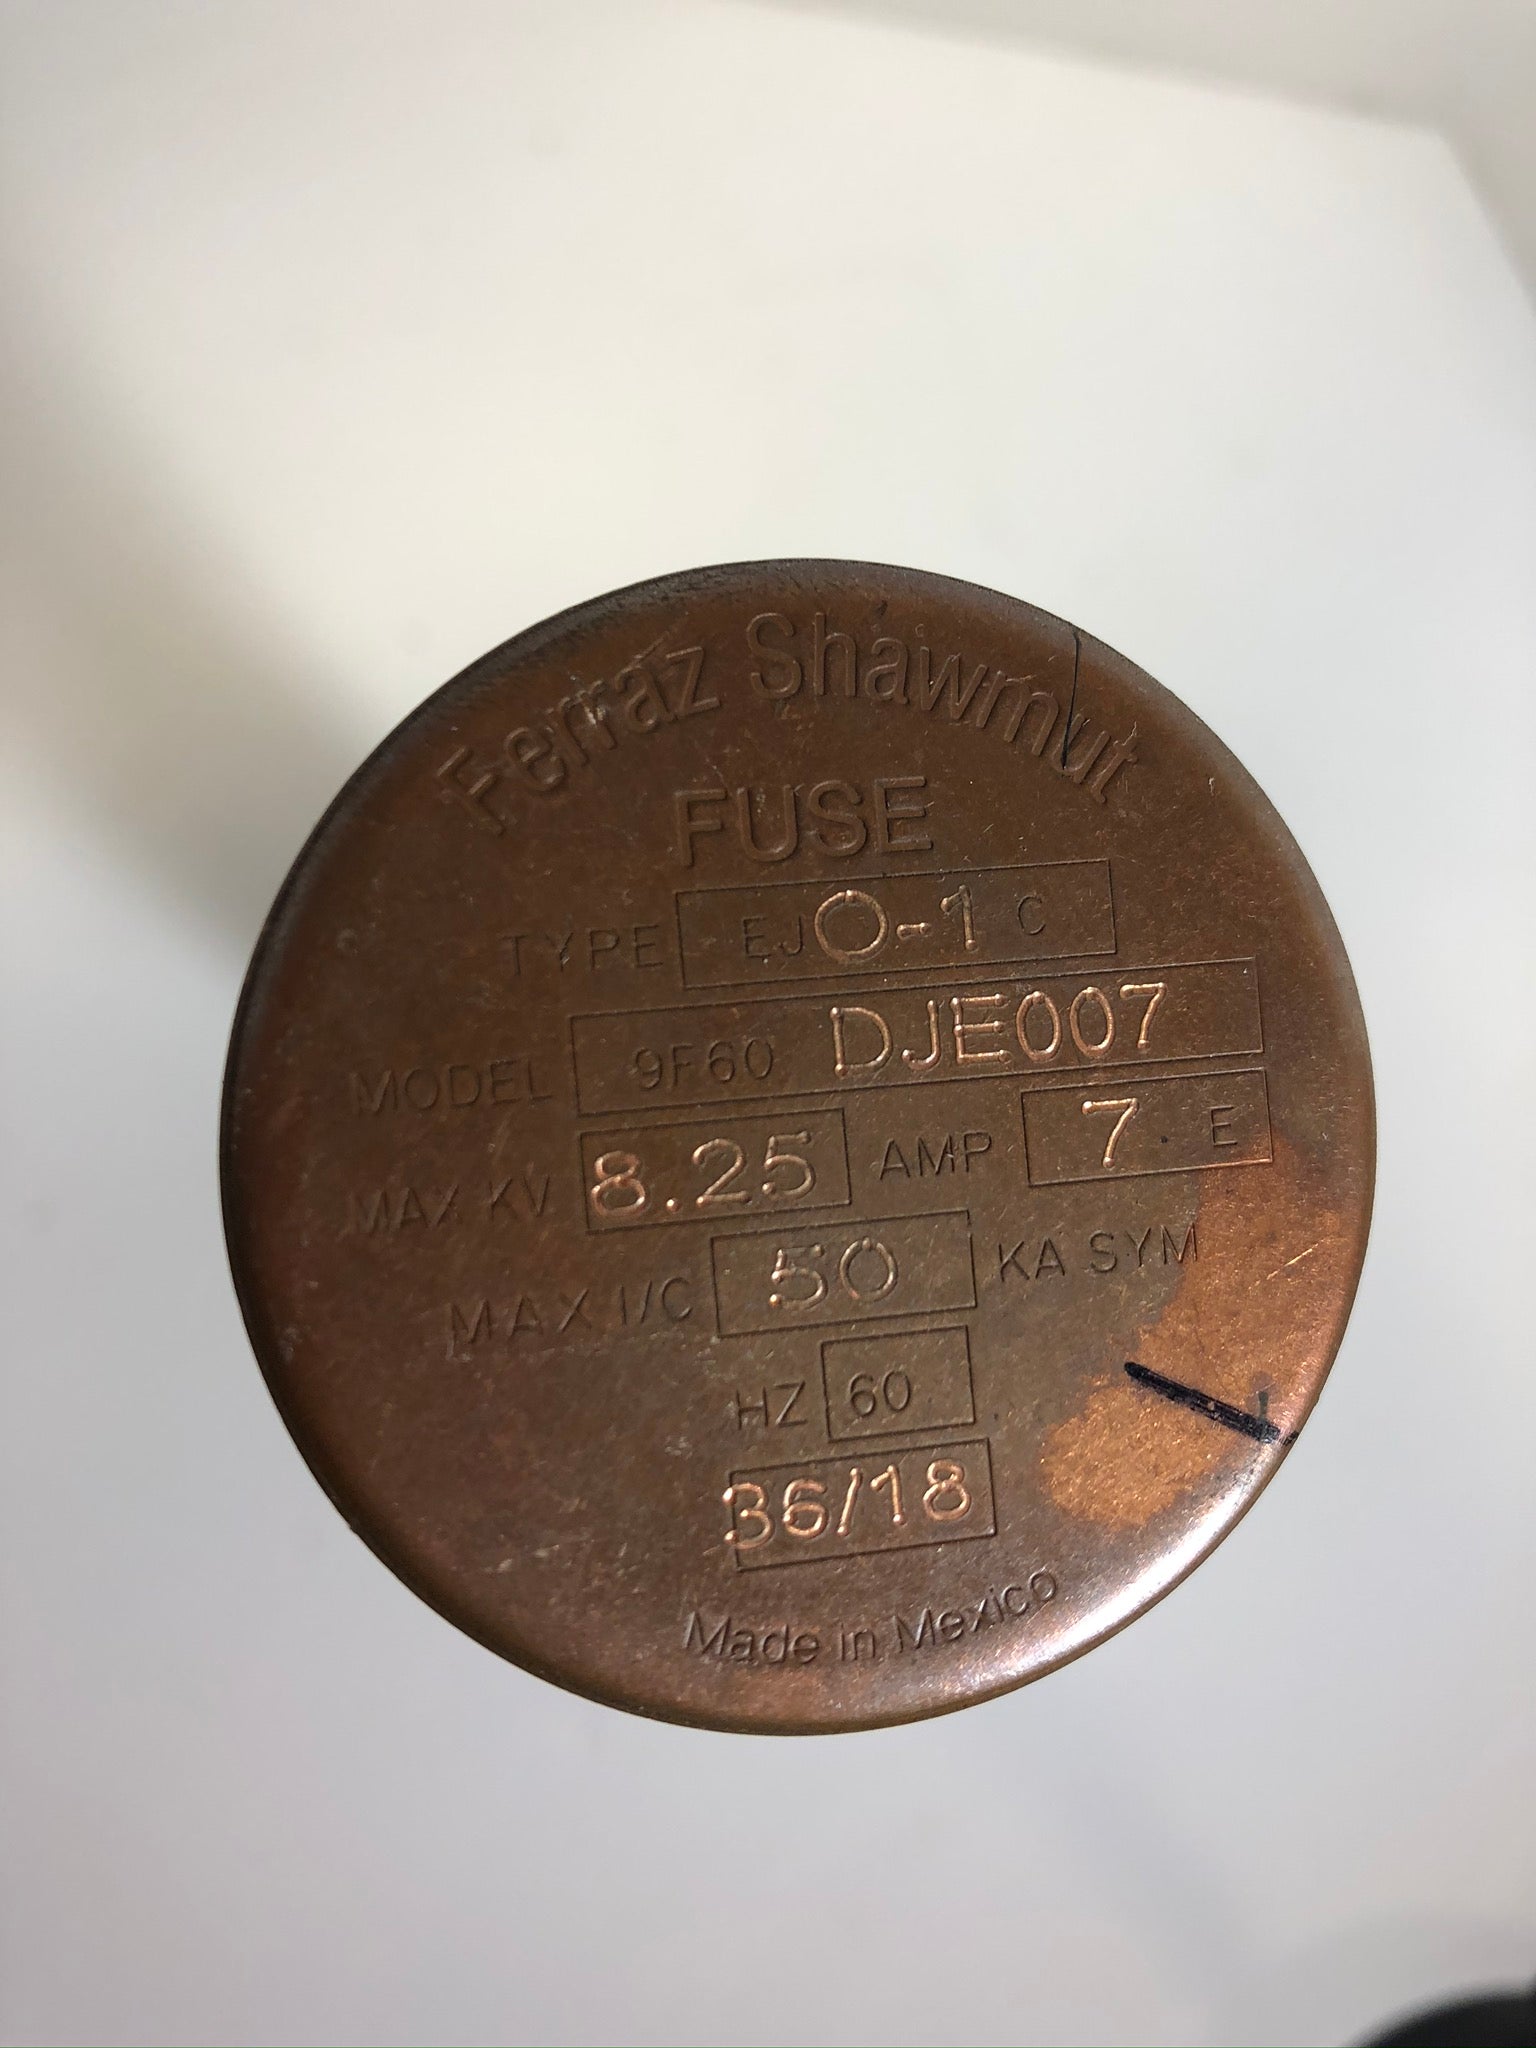 Ferraz Shawmut
FUSE
TYPE EJO-1 C
MODEL 9F60 DJE007
MAX KV 8.25 AMP 7 E
MAX I/C 50 KA SYM
HZ 60
36/18
Made in Mexico